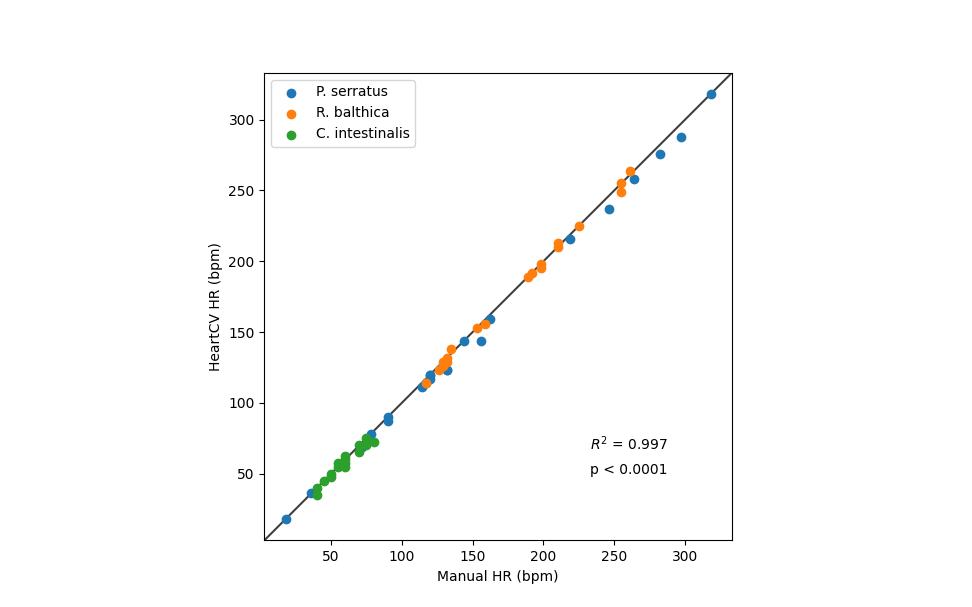 P. serratus
R. balthica
C. intestinalis
HeartCV HR (bpm)
300
250
200
150
100
50
R² = 0.997
p < 0.0001
50 100 150 200 250 300
Manual HR (bpm)